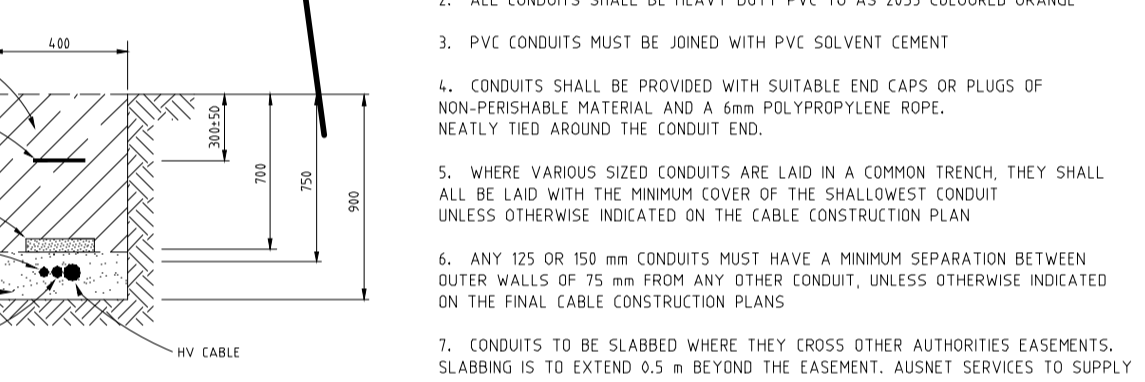 2. ALL CONDUITS SHALL BE HEAVY DUTY PVC TO AS 2053 COLOURED ORANGE
400
3. PVC CONDUITS MUST BE JOINED WITH PVC SOLVENT CEMENT
4. CONDUITS SHALL BE PROVIDED WITH SUITABLE END CAPS OR PLUGS OF
NON-PERISHABLE MATERIAL AND A 6mm POLYPROPYLENE ROPE.
NEATLY TIED AROUND THE CONDUIT END.
300±50
700
750
900
5. WHERE VARIOUS SIZED CONDUITS ARE LAID IN A COMMON TRENCH, THEY SHALL
ALL BE LAID WITH THE MINIMUM COVER OF THE SHALLOWEST CONDUIT
UNLESS OTHERWISE INDICATED ON THE CABLE CONSTRUCTION PLAN
6. ANY 125 OR 150 mm CONDUITS MUST HAVE A MINIMUM SEPARATION BETWEEN
OUTER WALLS OF 75 mm FROM ANY OTHER CONDUIT, UNLESS OTHERWISE INDICATED
ON THE FINAL CABLE CONSTRUCTION PLANS
HV CABLE
7. CONDUITS TO BE SLABBED WHERE THEY CROSS OTHER AUTHORITIES EASEMENTS.
SLABBING IS TO EXTEND 0.5 m BEYOND THE EASEMENT. AUSNET SERVICES TO SUPPLY